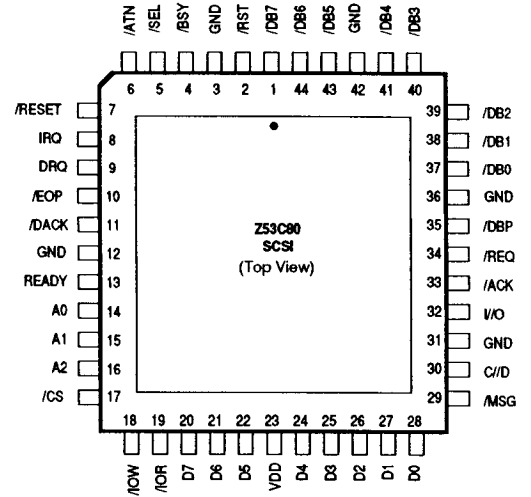 /ATN /SEL /BSY GND /RST /DB7 /DB6 /DB5 GND /DB4 /DB3
6 5 4 3 2 1 44 43 42 41 40
/RESET 7
IRQ 8
DRQ 9
/EOP 10
/DACK 11
GND 12
READY 13
A0 14
A1 15
A2 16
/CS 17
Z53C80
SCSI
(Top View)
39 /DB2
38 /DB1
37 /DB0
36 GND
35 /DBP
34 /REQ
33 /ACK
32 I//O
31 GND
30 C//D
29 /MSG
18 19 20 21 22 23 24 25 26 27 28
/IOW /IOR D7 D6 D5 VDD D4 D3 D2 D1 D0